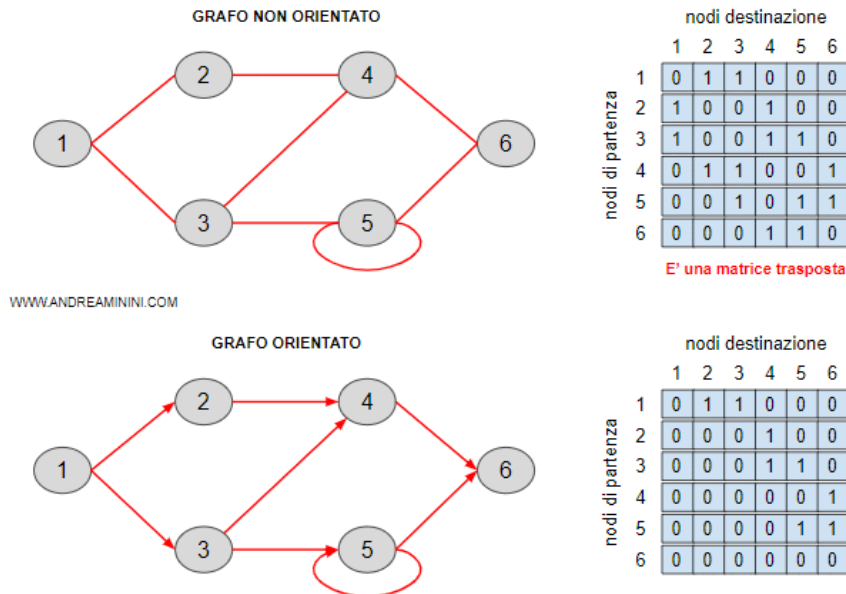 GRAFO NON ORIENTATO
2
4
1
6
3
5
nodi destinazione
1 2 3 4 5 6
nodi di partenza
1 0 1 1 0 0 0
2 1 0 0 1 0 0
3 1 0 0 1 1 0
4 0 1 1 0 0 1
5 0 0 1 0 1 1
6 0 0 0 1 1 0
E' una matrice trasposta
WWW.ANDREAMININI.COM
GRAFO ORIENTATO
2
4
1
6
3
5
nodi destinazione
1 2 3 4 5 6
nodi di partenza
1 0 1 1 0 0 0
2 0 0 0 1 0 0
3 0 0 0 1 1 0
4 0 0 0 0 0 1
5 0 0 0 0 1 1
6 0 0 0 0 0 0